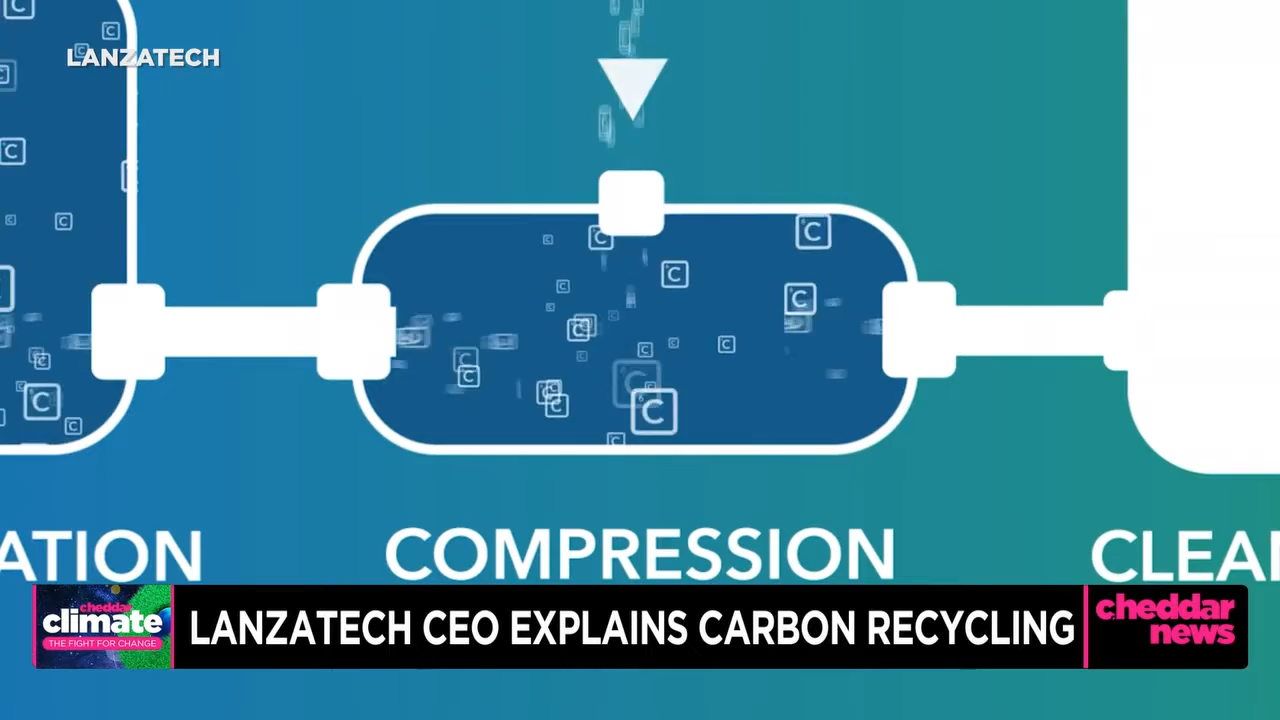 LANZATECH
ATION
COMPRESSION
CLEA
cheddar
climate
THE FIGHT FOR CHANGE
LANZATECH CEO EXPLAINS CARBON RECYCLING
cheddar
news
C
C
C
C
C
C
C
C
C
C
C
C
C